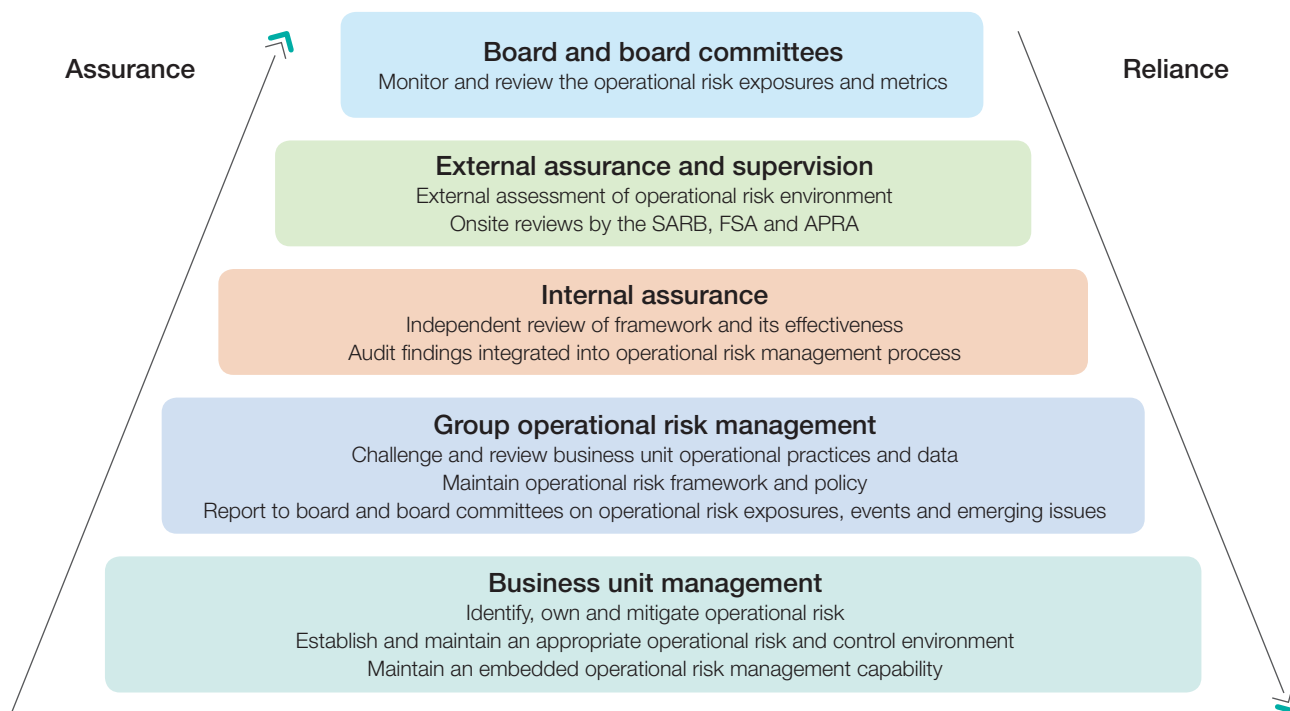 Assurance
Reliance
Board and board committees
Monitor and review the operational risk exposures and metrics
External assurance and supervision
External assessment of operational risk environment
Onsite reviews by the SARB, FSA and APRA
Internal assurance
Independent review of framework and its effectiveness
Audit findings integrated into operational risk management process
Group operational risk management
Challenge and review business unit operational practices and data
Maintain operational risk framework and policy
Report to board and board committees on operational risk exposures, events and emerging issues
Business unit management
Identify, own and mitigate operational risk
Establish and maintain an appropriate operational risk and control environment
Maintain an embedded operational risk management capability